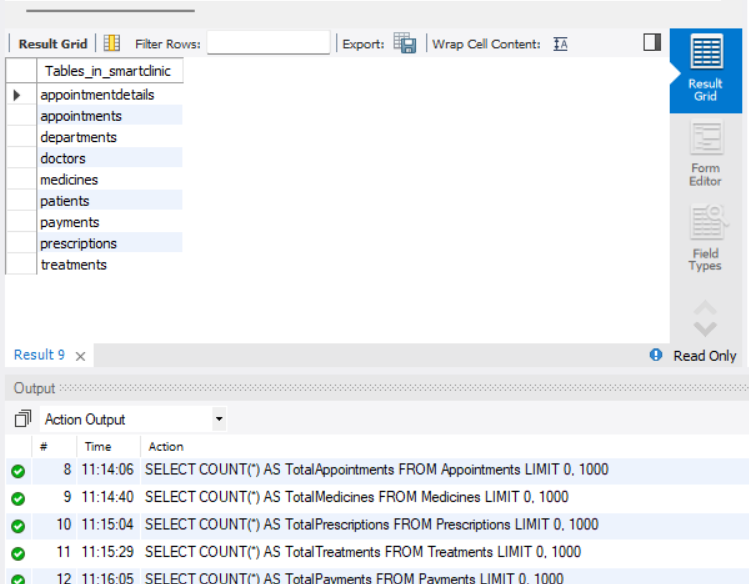 Result Grid Filter Rows: Export: Wrap Cell Content:
Tables_in_smartclinic
appointmentdetails
appointments
departments
doctors
medicines
patients
payments
prescriptions
treatments
Result Grid
Form Editor
Field Types
Result 9 Read Only
Output
Action Output
# Time Action
8 11:14:06 SELECT COUNT(*) AS TotalAppointments FROM Appointments LIMIT 0, 1000
9 11:14:40 SELECT COUNT(*) AS TotalMedicines FROM Medicines LIMIT 0, 1000
10 11:15:04 SELECT COUNT(*) AS TotalPrescriptions FROM Prescriptions LIMIT 0, 1000
11 11:15:29 SELECT COUNT(*) AS TotalTreatments FROM Treatments LIMIT 0, 1000
12 11:16:05 SELECT COUNT(*) AS TotalPayments FROM Payments LIMIT 0, 1000